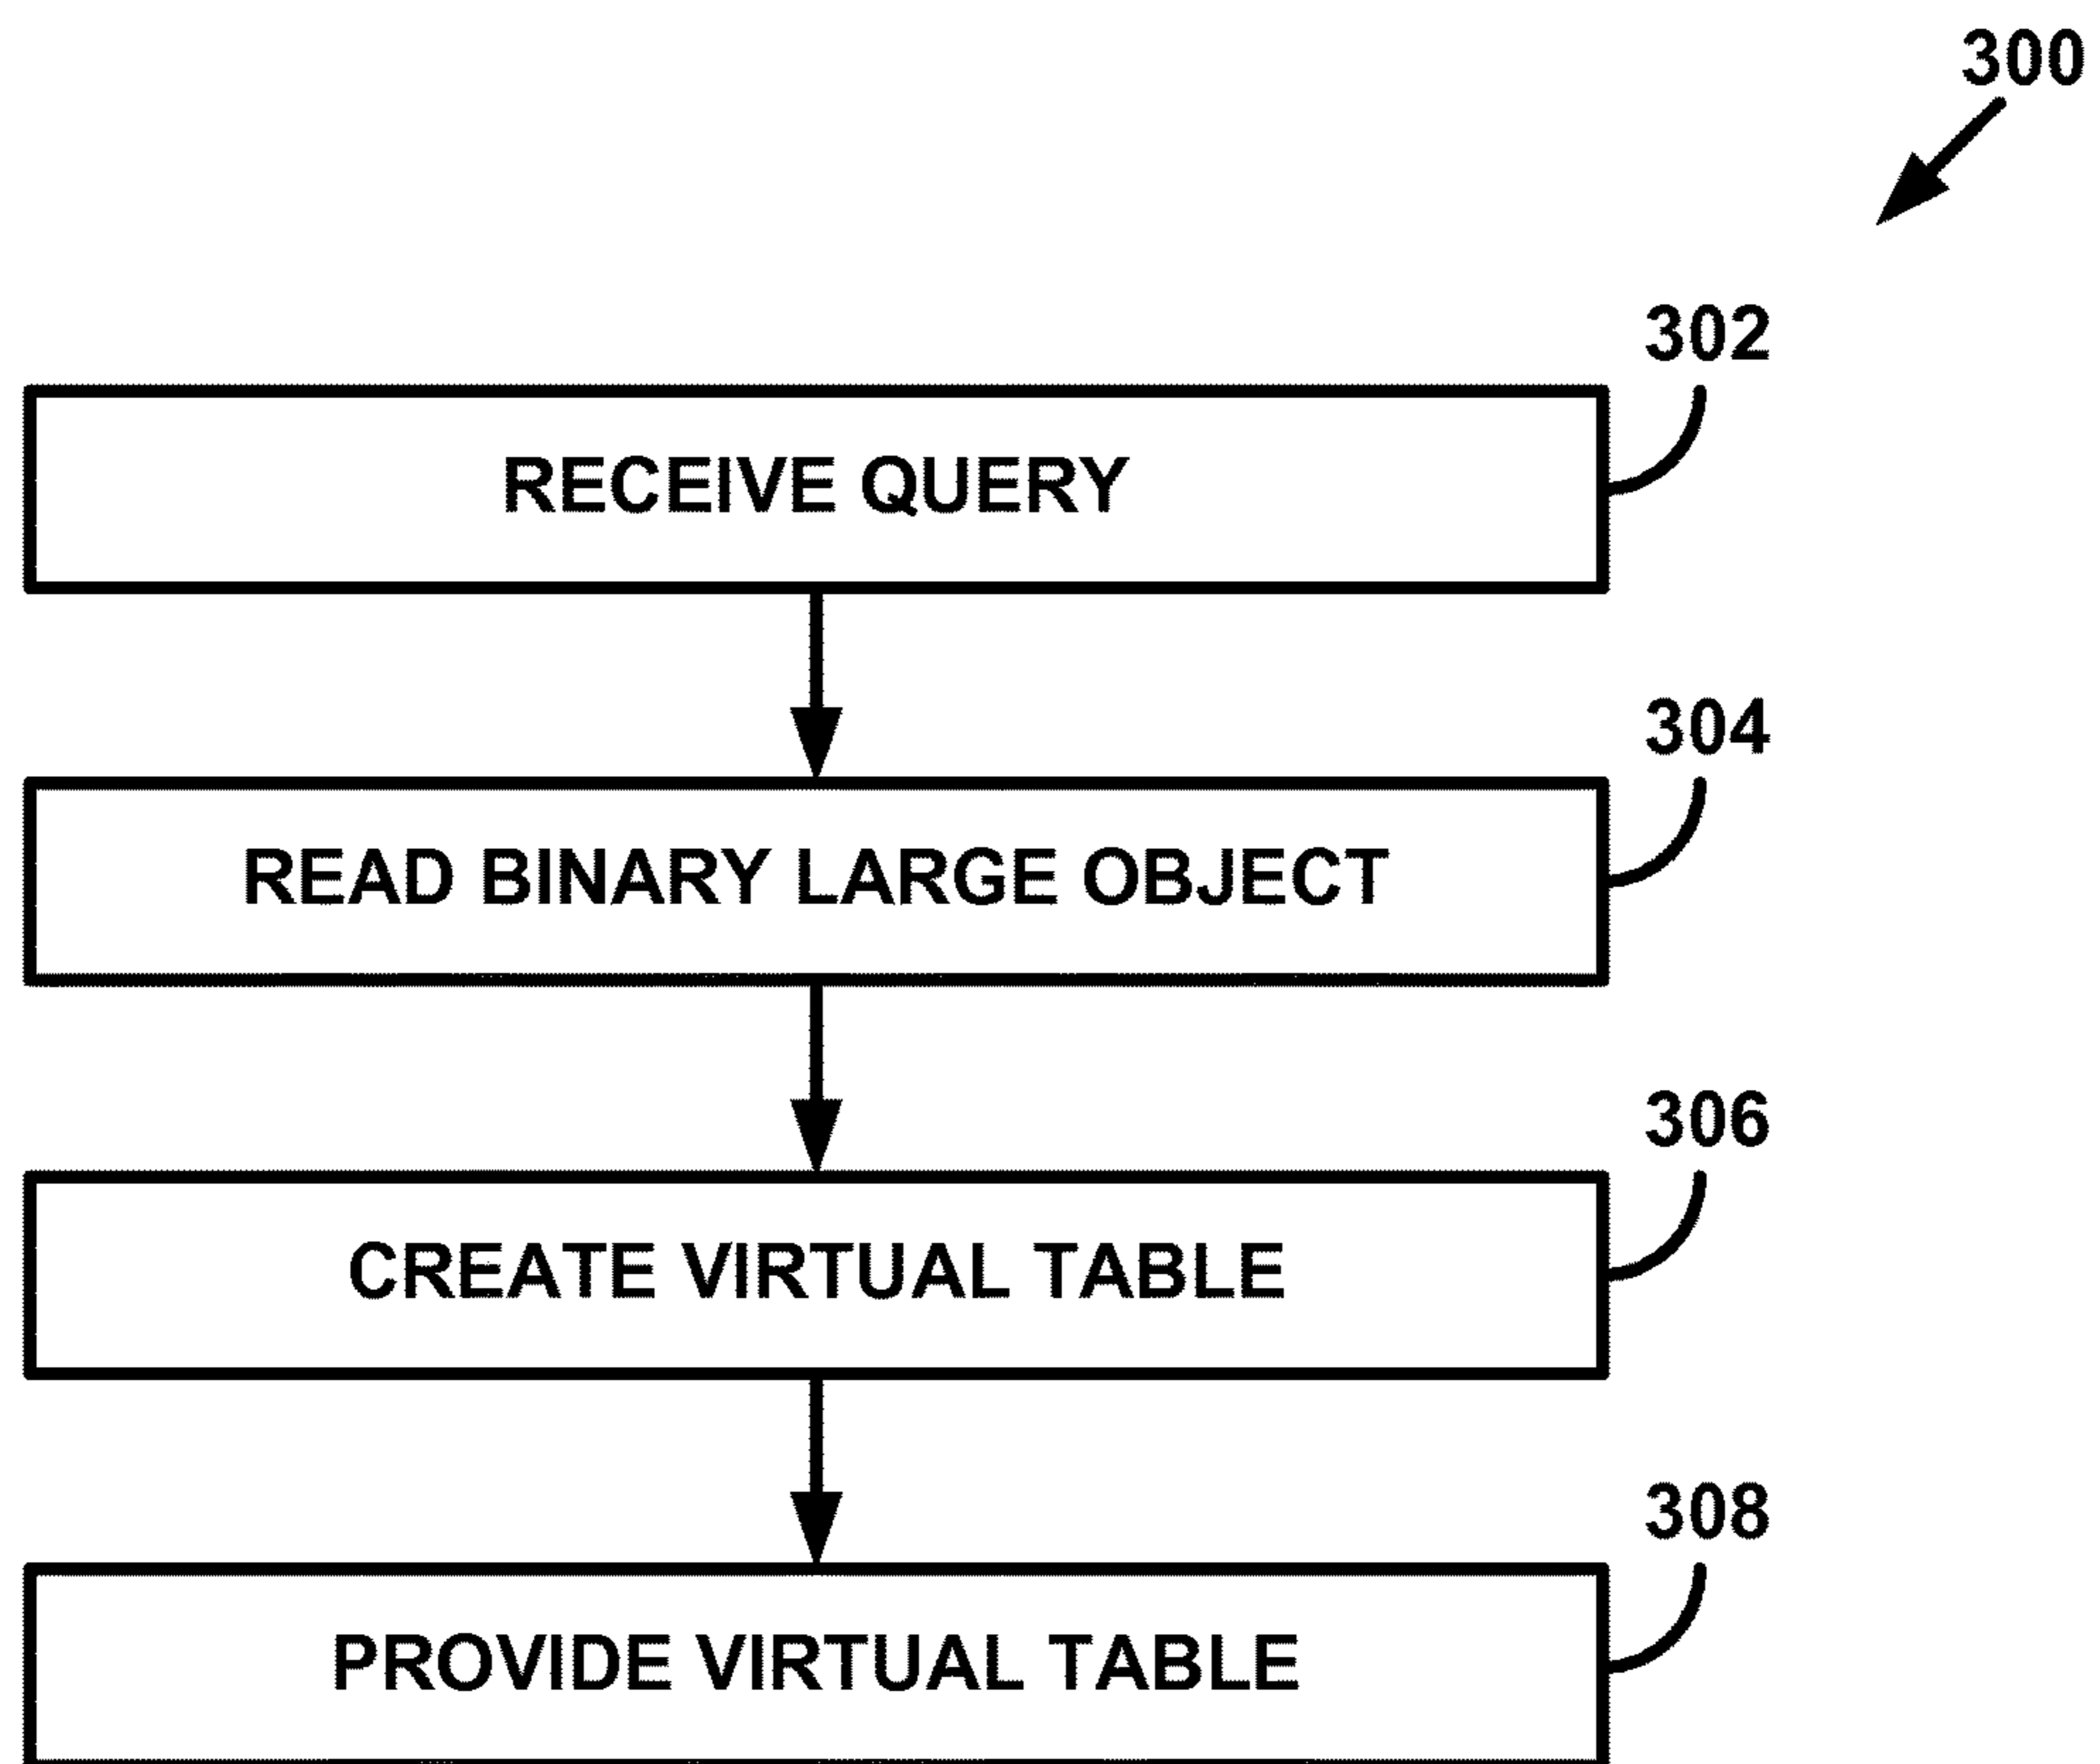 300
302
RECEIVE QUERY
304
READ BINARY LARGE OBJECT
306
CREATE VIRTUAL TABLE
308
PROVIDE VIRTUAL TABLE